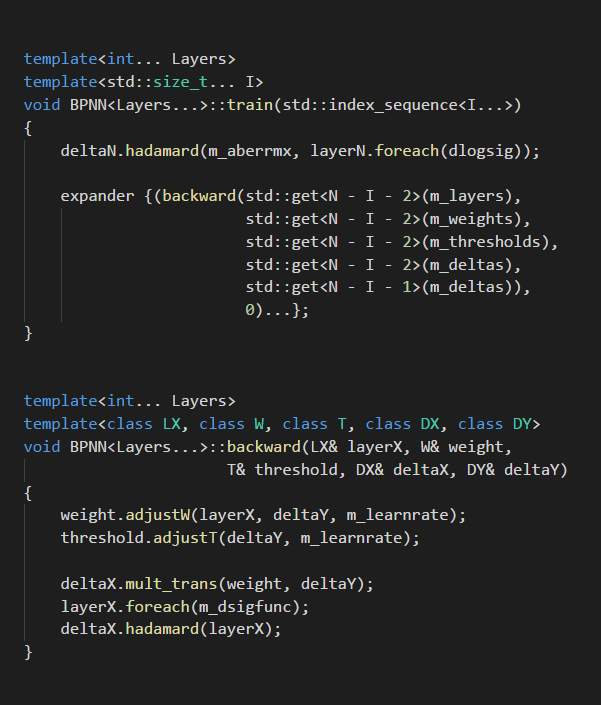 template<int... Layers>
template<std::size_t... I>
void BPNN<Layers...>::train(std::index_sequence<I...>)
{
    deltaN.hadamard(m_aberrmx, layerN.foreach(dlogsig));

    expander {(backward(std::get<N - I - 2>(m_layers),
                        std::get<N - I - 2>(m_weights),
                        std::get<N - I - 2>(m_thresholds),
                        std::get<N - I - 2>(m_deltas),
                        std::get<N - I - 1>(m_deltas)),
                        0)...};
}

template<int... Layers>
template<class LX, class W, class T, class DX, class DY>
void BPNN<Layers...>::backward(LX& layerX, W& weight,
                      T& threshold, DX& deltaX, DY& deltaY)
{
    weight.adjustW(layerX, deltaY, m_learnrate);
    threshold.adjustT(deltaY, m_learnrate);

    deltaX.mult_trans(weight, deltaY);
    layerX.foreach(m_dsigfunc);
    deltaX.hadamard(layerX);
}